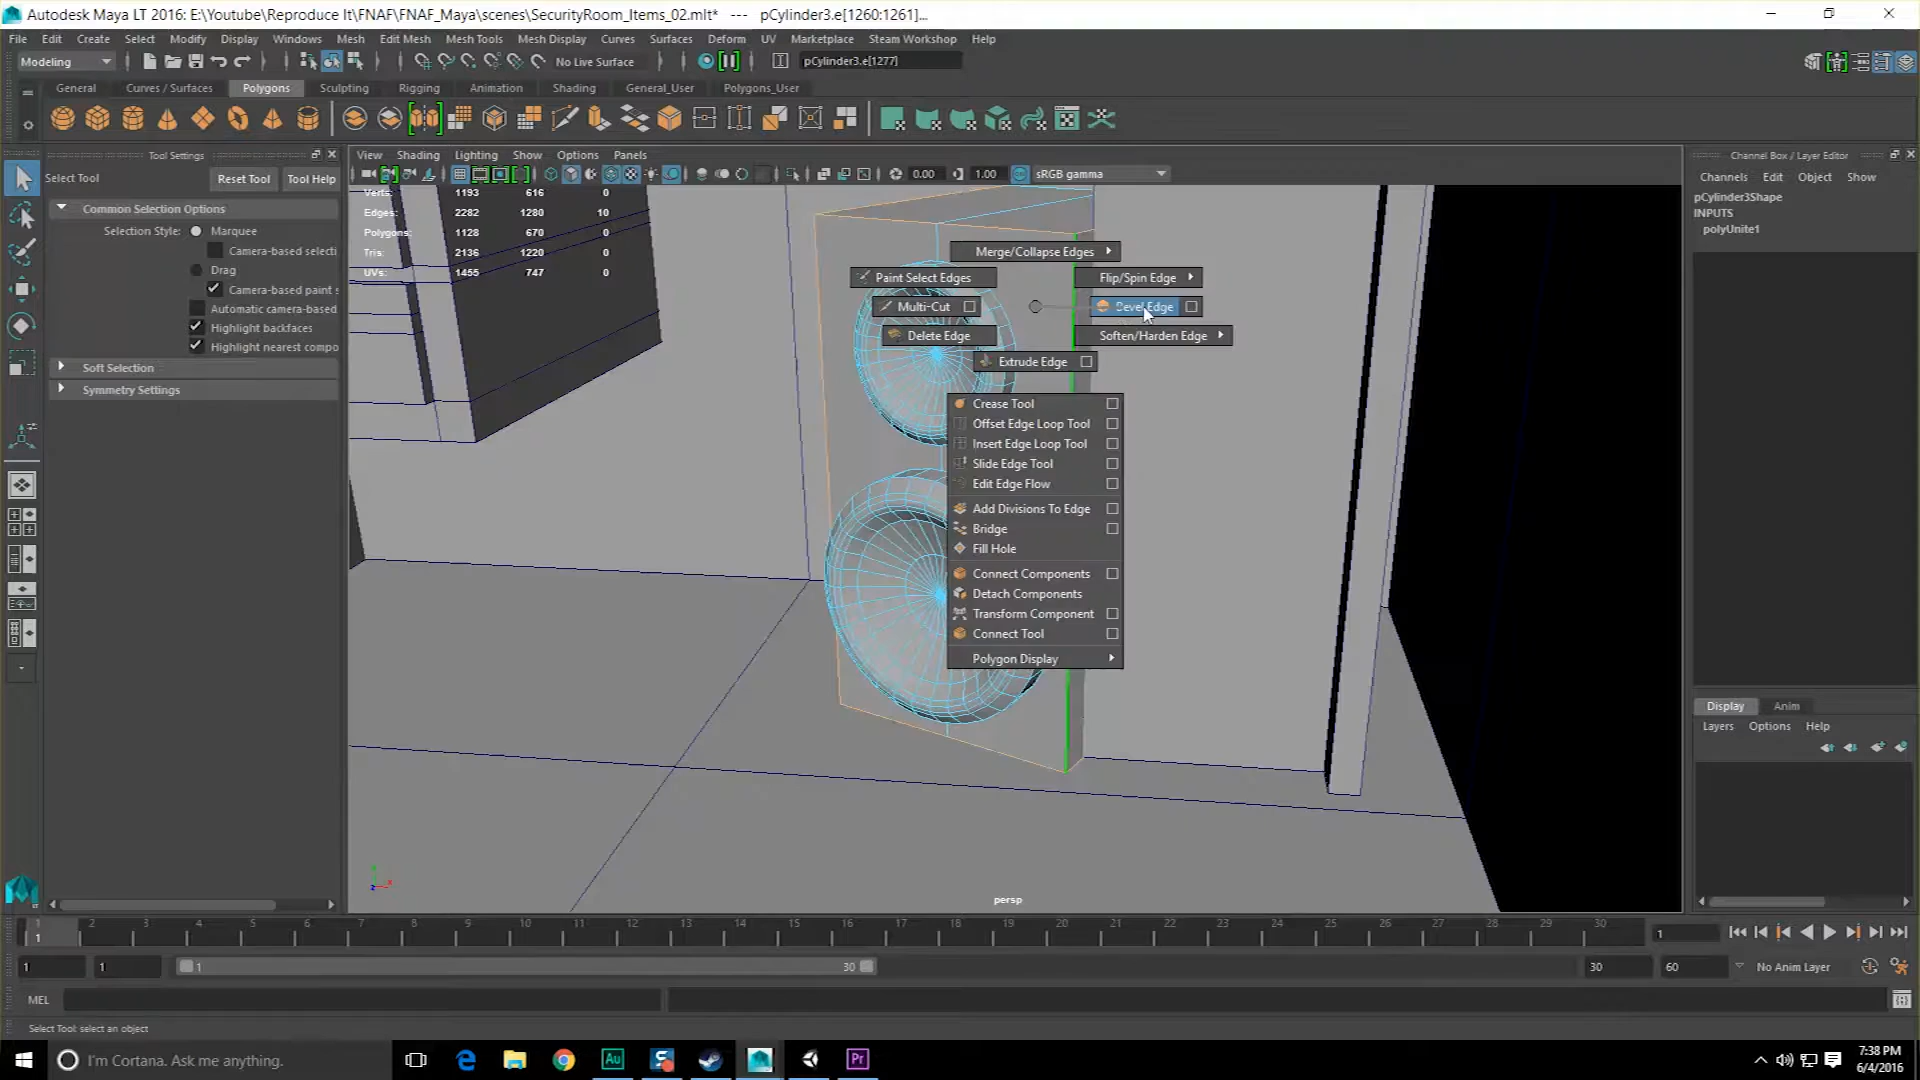 Autodesk Maya LT 2016: E:\Youtube\Reproduce It\FNAF\FNAF_Maya\scenes\SecurityRoom_Items_02.mlt* --- pCylinder3.e[1260:1261]...
File Edit Create Select Modify Display Windows Mesh Edit Mesh Mesh Tools Mesh Display Curves Surfaces Deform UV Marketplace Steam Workshop Help
Modeling No Live Surface pCylinder3.e[1277]
General Curves / Surfaces Polygons Sculpting Rigging Animation Shading General_User Polygons_User
Tool Settings
Select Tool Reset Tool Tool Help
Common Selection Options
Selection Style: Marquee
Camera-based selecti
Drag
Camera-based paint s
Automatic camera-based
Highlight backfaces
Highlight nearest compo
Soft Selection
Symmetry Settings
View Shading Lighting Show Options Panels
0.00 1.00 sRGB gamma
Verts: 1193 616 0
Edges: 2282 1280 10
Polygons: 1128 670 0
Tris: 2136 1220 0
UVs: 1455 747 0
Merge/Collapse Edges
Paint Select Edges Flip/Spin Edge
Multi-Cut Bevel Edge
Delete Edge Soften/Harden Edge
Extrude Edge
Crease Tool
Offset Edge Loop Tool
Insert Edge Loop Tool
Slide Edge Tool
Edit Edge Flow
Add Divisions To Edge
Bridge
Fill Hole
Connect Components
Detach Components
Transform Component
Connect Tool
Polygon Display
persp
Channel Box / Layer Editor
Channels Edit Object Show
pCylinder3Shape
INPUTS
polyUnite1
Display Anim
Layers Options Help
1 2 3 4 5 6 7 8 9 10 11 12 13 14 15 16 17 18 19 20 21 22 23 24 25 26 27 28 29 30
1 1
1 1 1 30 30 60 No Anim Layer
MEL
Select Tool: select an object
I'm Cortana. Ask me anything.
Au Pr
7:38 PM
6/4/2016